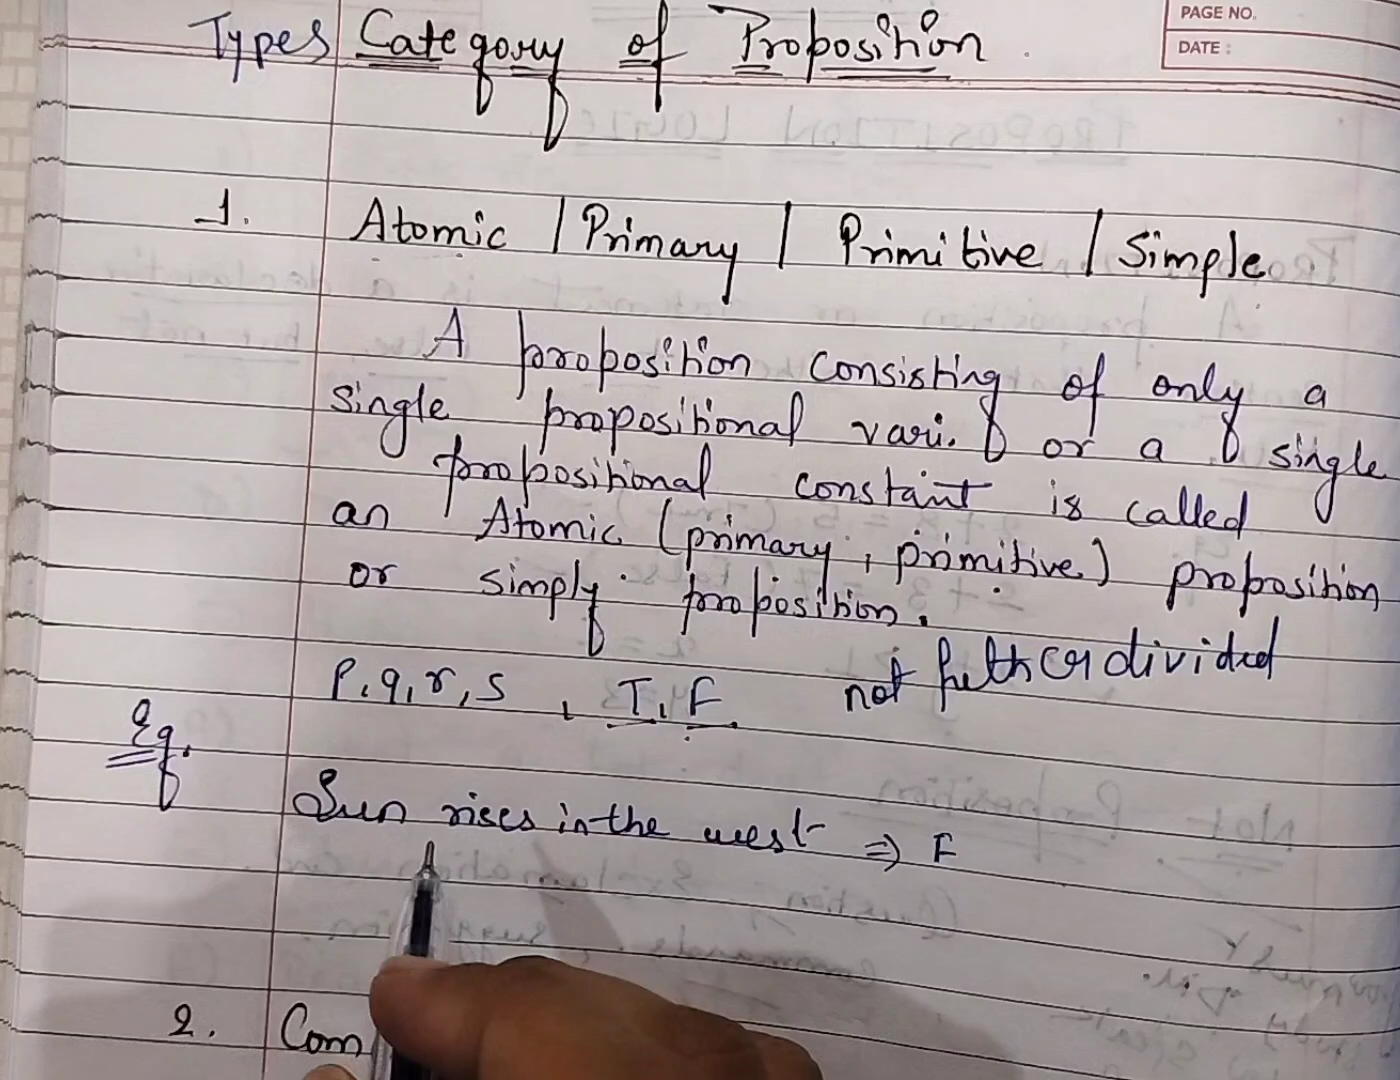 PAGE NO.
DATE :
Types Category of Proposition
1. Atomic | Primary | Primitive | Simple
A proposition consisting of only a
single propositional vari. or a single
propositional constant is called
an Atomic (primary, primitive) proposition
or simply proposition.
P, q, r, s, T, F not divided
Eg.
Sun rises in the west ⇒ F
2. Com